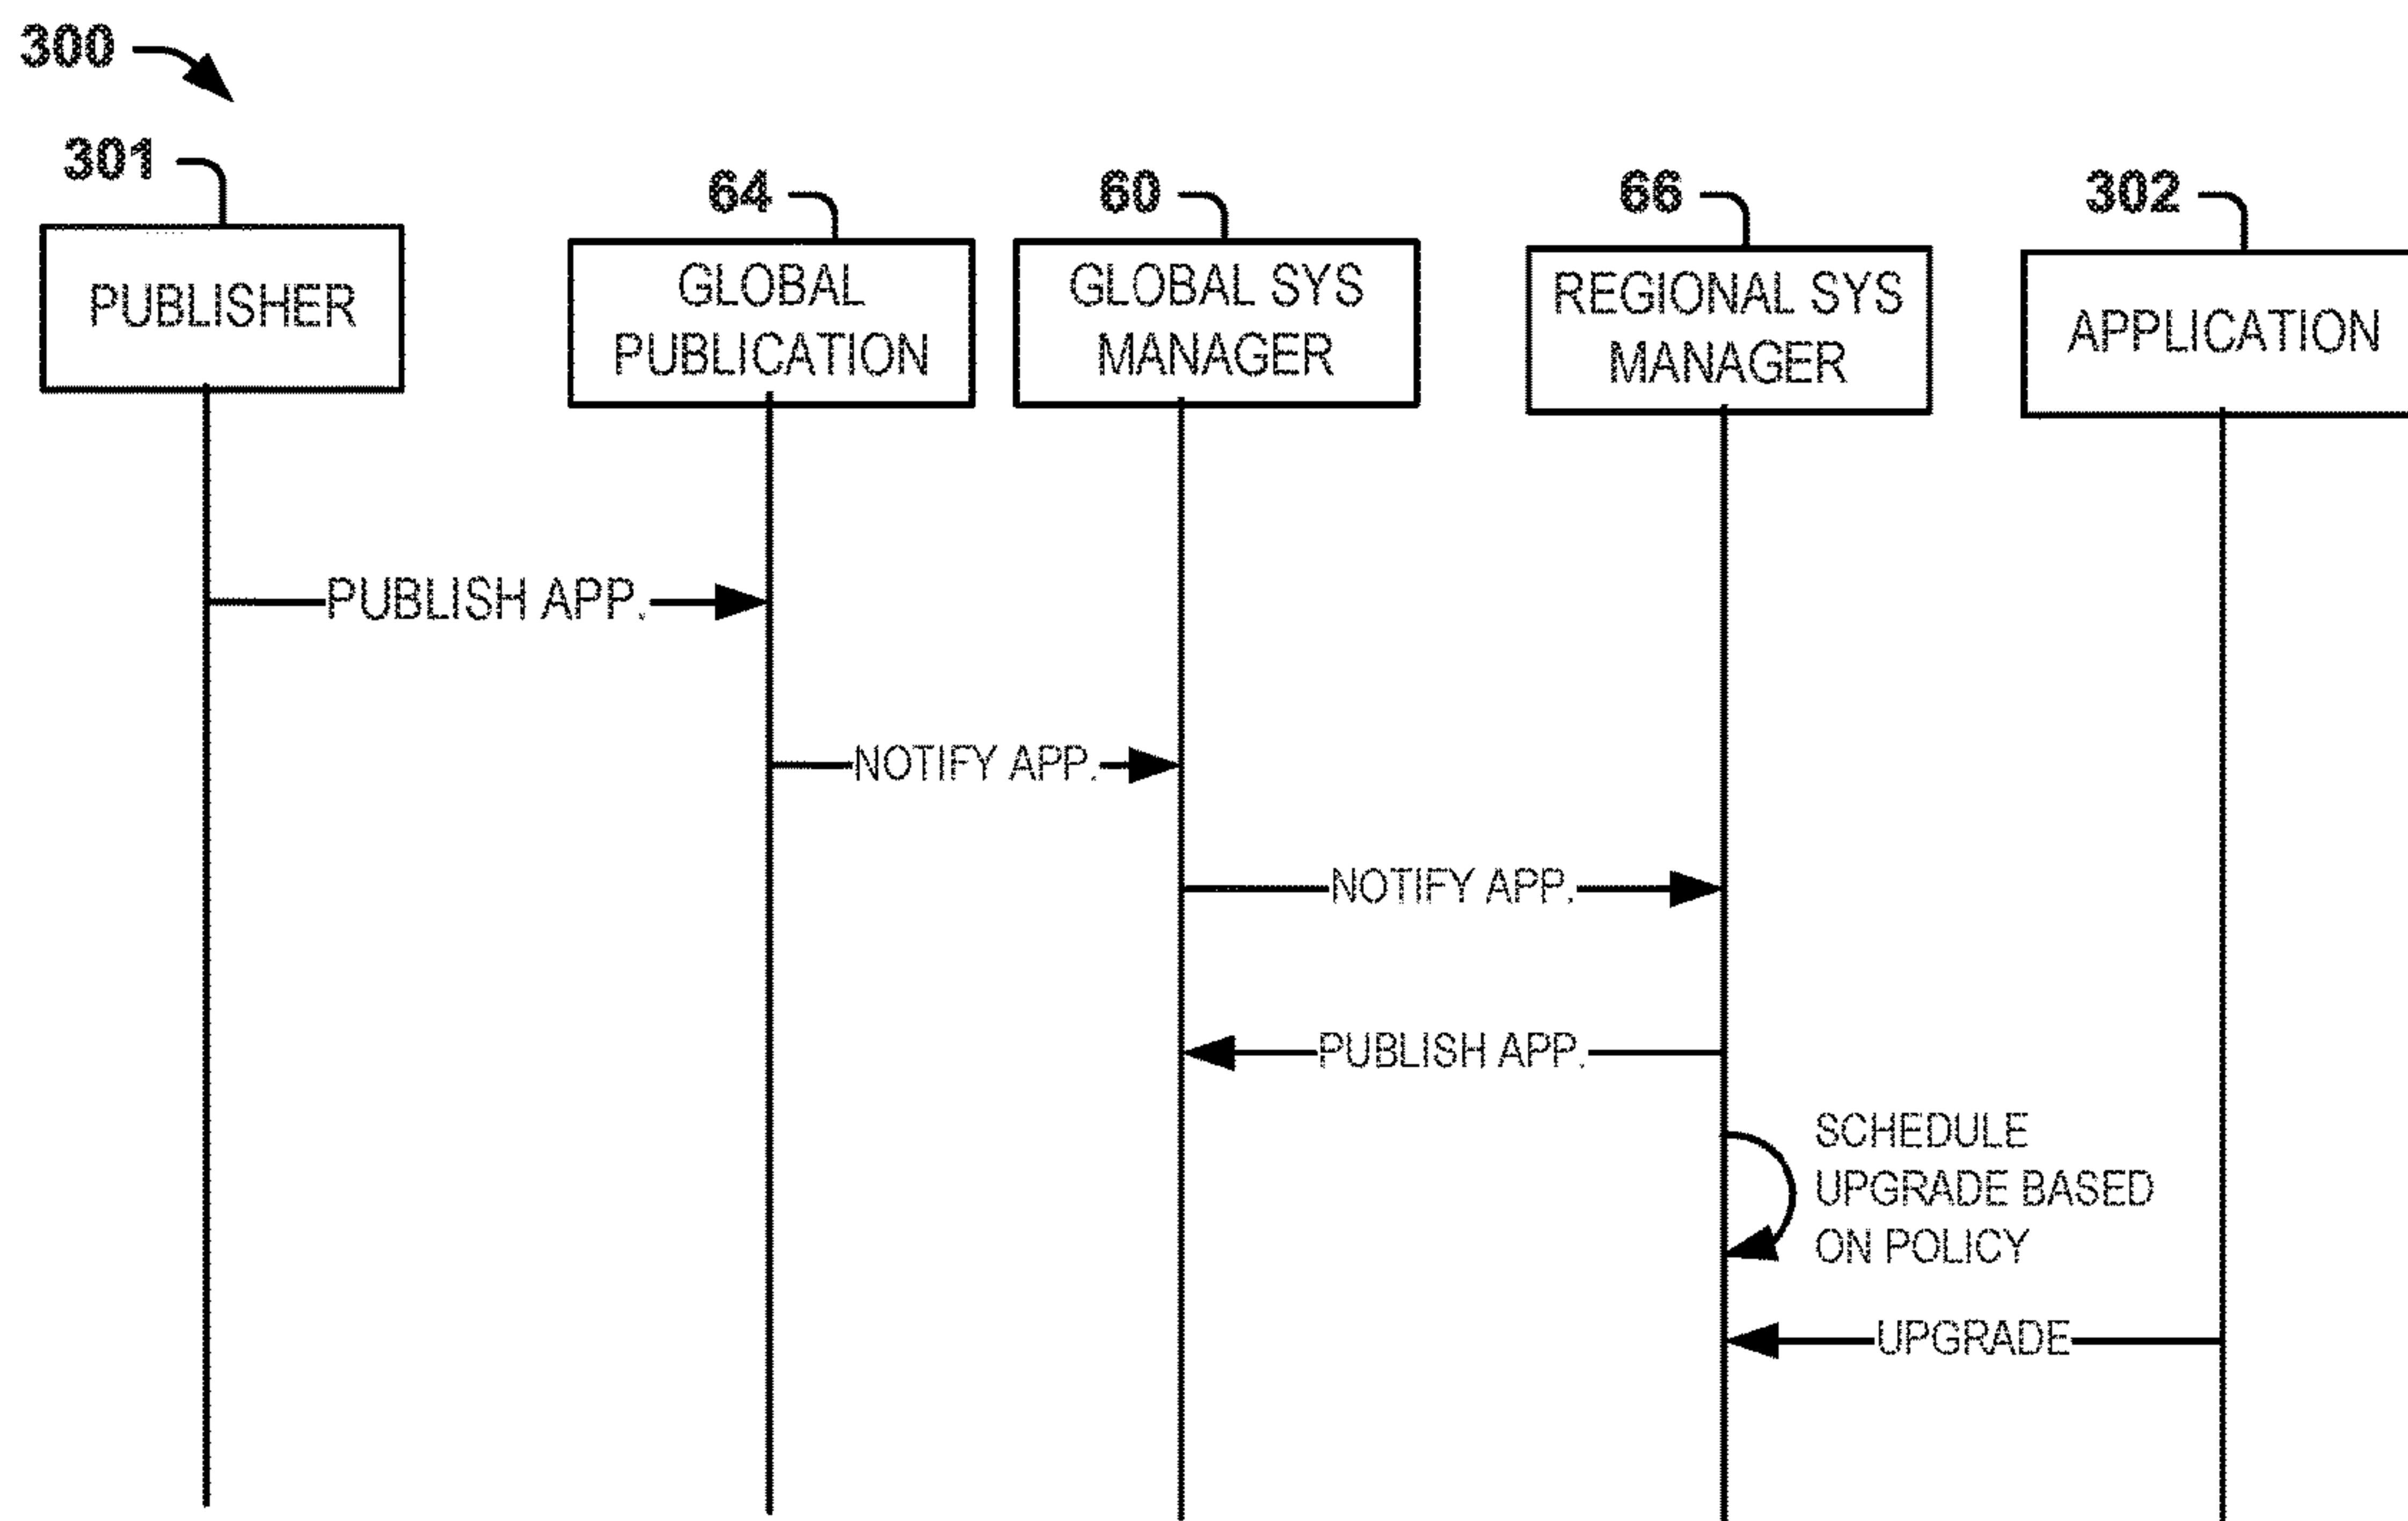 300
301
64
60
66
302
PUBLISHER
GLOBAL
PUBLICATION
GLOBAL SYS
MANAGER
REGIONAL SYS
MANAGER
APPLICATION
PUBLISH APP.
NOTIFY APP.
NOTIFY APP.
PUBLISH APP.
SCHEDULE
UPGRADE BASED
ON POLICY
UPGRADE